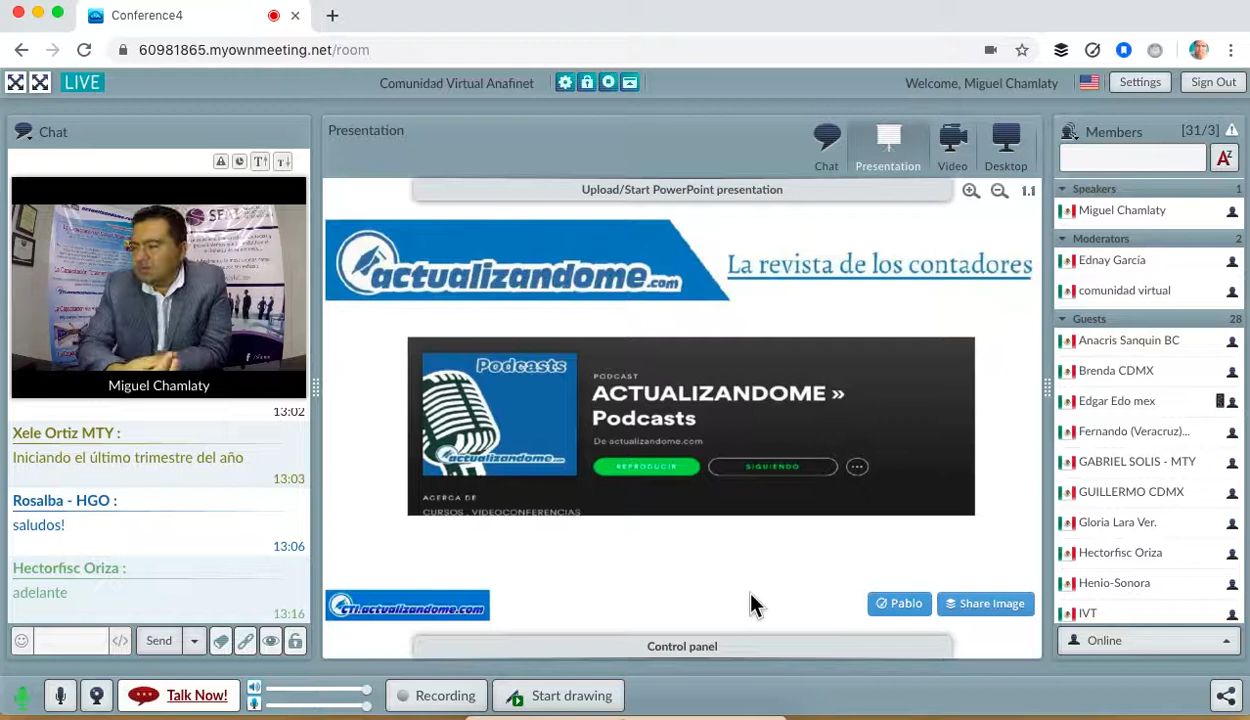 Conference4
60981865.myownmeeting.net/room
LIVE
Comunidad Virtual Anafinet
Welcome, Miguel Chamlaty
Settings
Sign Out
Chat
SEAL
Miguel Chamlaty
13:02
Xele Ortiz MTY :
Iniciando el último trimestre del año
13:03
Rosalba - HGO :
saludos!
13:06
Hectorfisc Oriza :
adelante
13:16
Send
Presentation
Chat
Presentation
Video
Desktop
Upload/Start PowerPoint presentation
1.1
actualizandome.com
La revista de los contadores
Podcasts
actualizandome.com
PODCAST
ACTUALIZANDOME »
Podcasts
De actualizandome.com
REPRODUCIR
SIGUIENDO
ACERCA DE
CURSOS , VIDEOCONFERENCIAS
CTI.actualizandome.com
Pablo
Share Image
Control panel
Members
[31/3]
Speakers 1
Miguel Chamlaty
Moderators 2
Ednay García
comunidad virtual
Guests 28
Anacris Sanquin BC
Brenda CDMX
Edgar Edo mex
Fernando (Veracruz)...
GABRIEL SOLIS - MTY
GUILLERMO CDMX
Gloria Lara Ver.
Hectorfisc Oriza
Henio-Sonora
IVT
Online
Talk Now!
Recording
Start drawing